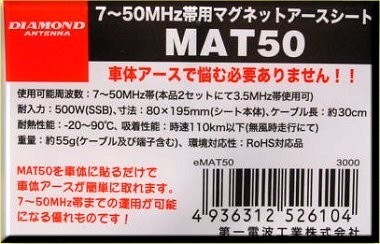 DIAMOND
ANTENNA
7～50MHz帯用マグネットアースシート
MAT50
車体アースで悩む必要ありません！！
使用可能周波数：7～50MHz帯(本品2セットにて3.5MHz帯使用可)
耐入力：500W(SSB)、寸法：80×195mm(シート本体)、ケーブル長：約30cm
耐熱性能：-20～90℃、吸着性能：時速110km以下(無風時走行にて)
重量：約55g(ケーブル及び端子含む)、環境対応性：RoHS対応品
MAT50を車体に貼るだけで
車体アースが簡単に取れます。
7～50MHz帯までの運用が可能
になる優れものです！
eMAT50 3000
4 936312 526104
第一電波工業株式会社